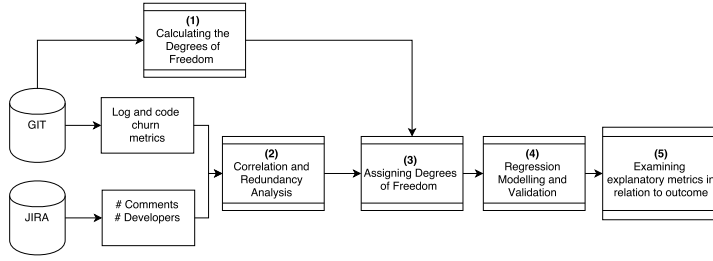 (1)
Calculating the
Degrees of
Freedom
GIT
Log and code
churn
metrics
JIRA
# Comments
# Developers
(2)
Correlation and
Redundancy
Analysis
(3)
Assigning Degrees
of Freedom
(4)
Regression
Modelling and
Validation
(5)
Examining
explanatory metrics in
relation to outcome